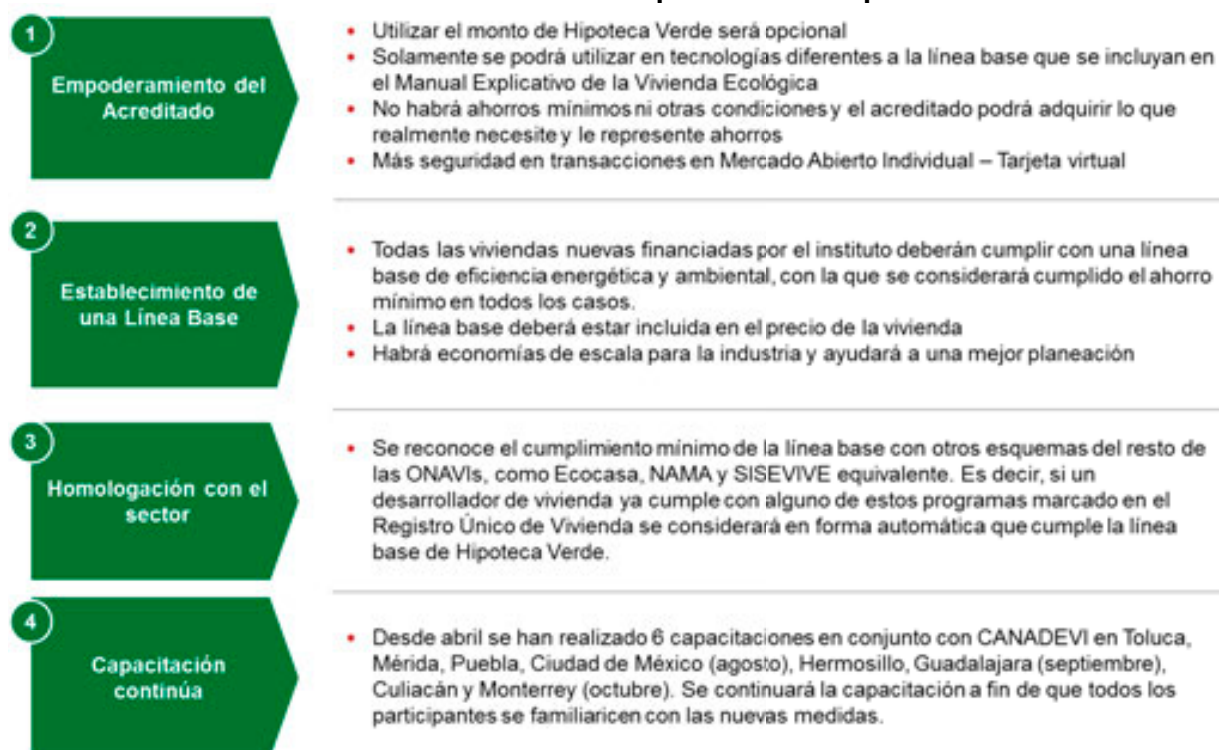 1
Empoderamiento del
Acreditado
• Utilizar el monto de Hipoteca Verde será opcional
• Solamente se podrá utilizar en tecnologías diferentes a la línea base que se incluyan en
el Manual Explicativo de la Vivienda Ecológica
• No habrá ahorros mínimos ni otras condiciones y el acreditado podrá adquirir lo que
realmente necesite y le represente ahorros
• Más seguridad en transacciones en Mercado Abierto Individual – Tarjeta virtual
2
Establecimiento de
una Línea Base
• Todas las viviendas nuevas financiadas por el instituto deberán cumplir con una línea
base de eficiencia energética y ambiental, con la que se considerará cumplido el ahorro
mínimo en todos los casos.
• La línea base deberá estar incluida en el precio de la vivienda
• Habrá economías de escala para la industria y ayudará a una mejor planeación
3
Homologación con el
sector
• Se reconoce el cumplimiento mínimo de la línea base con otros esquemas del resto de
las ONAVIs, como Ecocasa, NAMA y SISEVIVE equivalente. Es decir, si un
desarrollador de vivienda ya cumple con alguno de estos programas marcado en el
Registro Único de Vivienda se considerará en forma automática que cumple la línea
base de Hipoteca Verde.
4
Capacitación
continúa
• Desde abril se han realizado 6 capacitaciones en conjunto con CANADEVI en Toluca,
Mérida, Puebla, Ciudad de México (agosto), Hermosillo, Guadalajara (septiembre),
Culiacán y Monterrey (octubre). Se continuará la capacitación a fin de que todos los
participantes se familiaricen con las nuevas medidas.